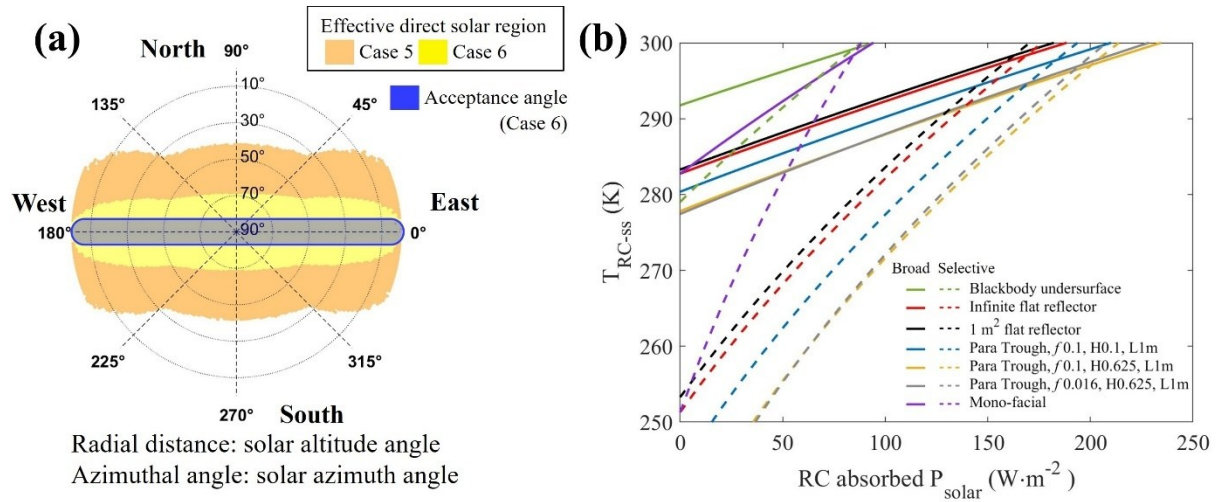 (a)
Effective direct solar region
Case 5
Case 6
Acceptance angle
(Case 6)
North
90°
135°
45°
10°
30°
50°
70°
90°
West
180°
East
0°
225°
315°
270°
South
Radial distance: solar altitude angle
Azimuthal angle: solar azimuth angle
(b)
300
290
280
270
260
250
T_RC-ss (K)
0
50
100
150
200
250
RC absorbed P_solar (W·m⁻²)
Broad Selective
Blackbody undersurface
Infinite flat reflector
1 m² flat reflector
Para Trough, f 0.1, H0.1, L1m
Para Trough, f 0.1, H0.625, L1m
Para Trough, f 0.016, H0.625, L1m
Mono-facial